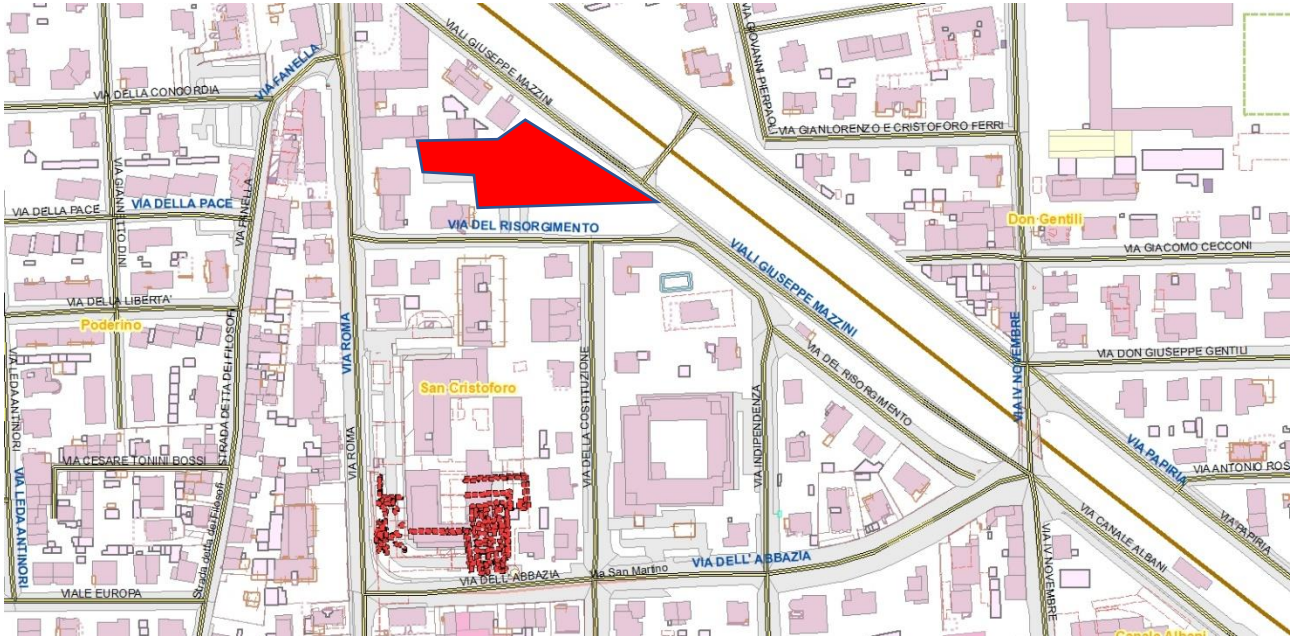 VIALI GIUSEPPE MAZZINI
VIA GIOVANNI PIERPAOLI
VIA FANELLA
VIA DELLA CONCORDIA
VIA GIANLORENZO E CRISTOFORO FERRI
VIA GIANNETTO DINI
VIA DELLA PACE
VIA DELLA PACE
VIA FANELLA
VIA DEL RISORGIMENTO
Don Gentili
VIA GIACOMO CECCONI
VIALI GIUSEPPE MAZZINI
VIA DELLA LIBERTA'
Poderino
VIA ROMA
VIA IV NOVEMBRE
VIA DON GIUSEPPE GENTILI
VIA LEDA ANTINORI
STRADA DETTA DEI FILOSOFI
San Cristoforo
VIA DELLA COSTITUZIONE
VIA INDIPENDENZA
VIA DEL RISORGIMENTO
VIA ROMA
VIA PAPIRIA
VIA CESARE TONINI BOSSI
VIA ANTONIO ROS
VIA LEDA ANTINORI
Strada detta dei Filosofi
VIA PAPIRIA
VIA CANALE ALBANI
VIA DELL' ABBAZIA
VIA DELL' ABBAZIA
Via San Martino
VIALE EUROPA
VIA IV NOVEMBRE
Canale Albani